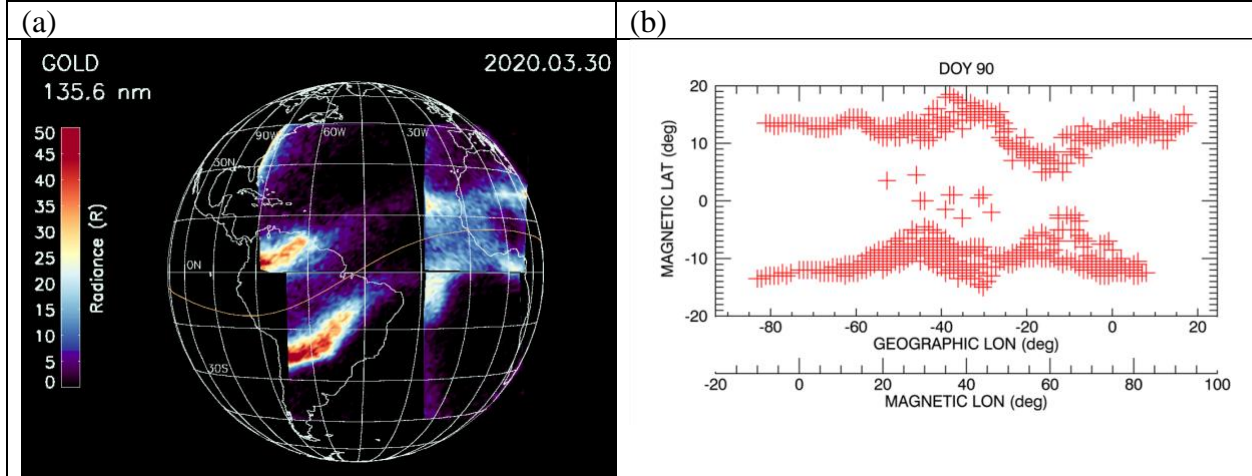 (a)
(b)
GOLD
2020.03.30
135.6 nm
50
45
40
35
30
25
20
15
10
5
0
Radiance (R)
90W
60W
30W
30N
0N
30S
DOY 90
20
10
0
-10
-20
MAGNETIC LAT (deg)
-80 -60 -40 -20 0 20
GEOGRAPHIC LON (deg)
-20 0 20 40 60 80 100
MAGNETIC LON (deg)